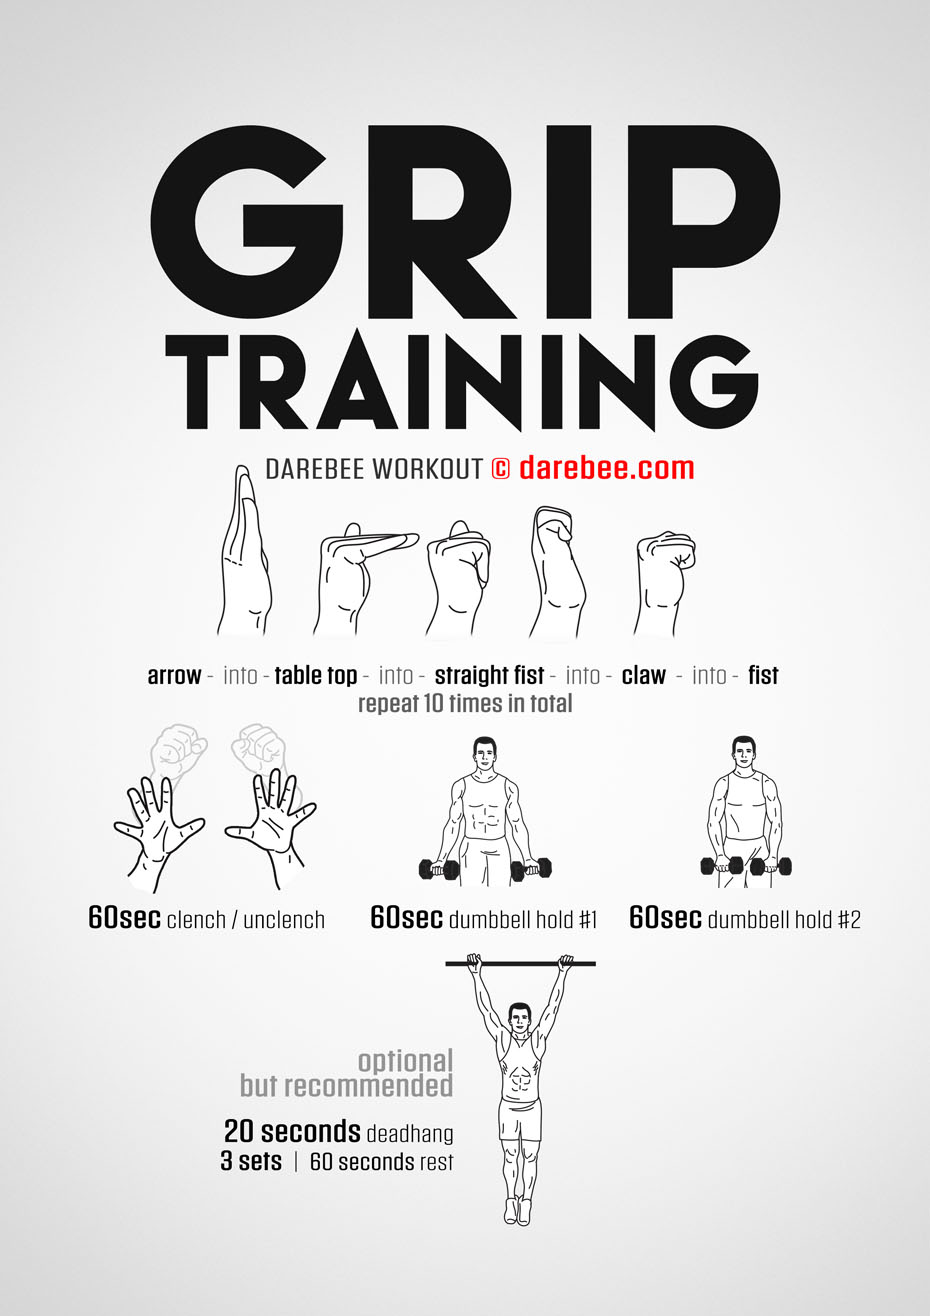 GRIP
TRAINING
DAREBEE WORKOUT © darebee.com
arrow - into - table top - into - straight fist - into - claw - into - fist
repeat 10 times in total
60sec clench / unclench
60sec dumbbell hold #1
60sec dumbbell hold #2
optional
but recommended
20 seconds deadhang
3 sets | 60 seconds rest